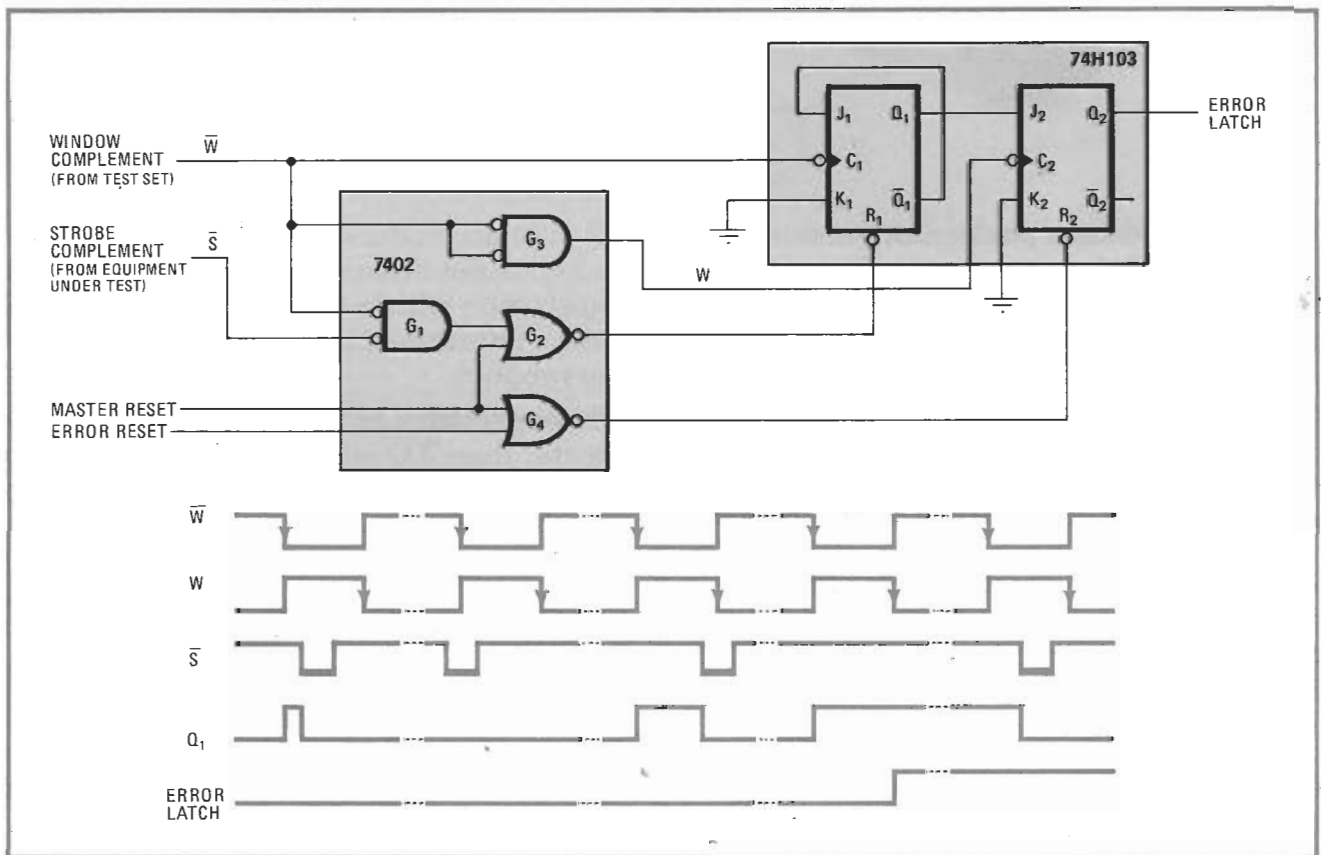 74H103
WINDOW
COMPLEMENT
(FROM TEST SET)
W̅
STROBE
COMPLEMENT
(FROM EQUIPMENT
UNDER TEST)
S̅
MASTER RESET
ERROR RESET
7402
G₃
G₁
G₂
G₄
W
J₁
Q₁
C₁
K₁
Q̅₁
R₁
J₂
Q₂
C₂
K₂
Q̅₂
R₂
ERROR
LATCH
W̅
W
S̅
Q₁
ERROR
LATCH